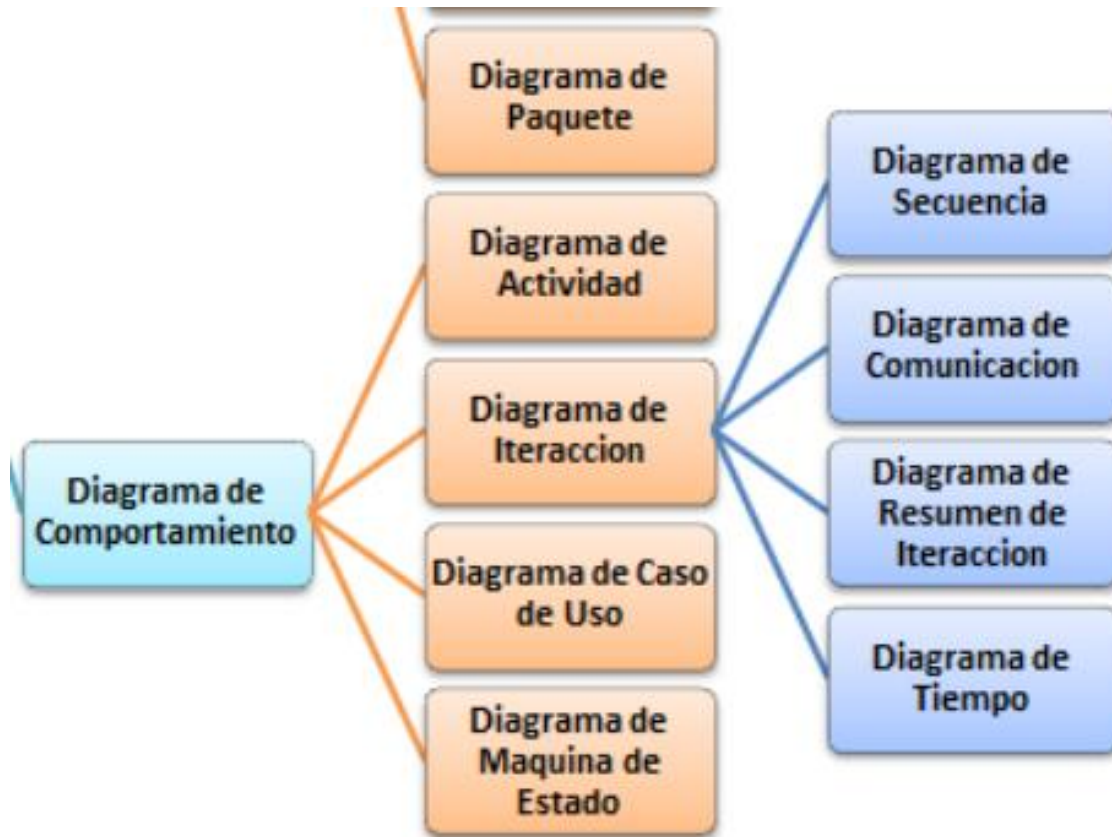 Diagrama de
Paquete
Diagrama de
Actividad
Diagrama de
Iteraccion
Diagrama de
Comportamiento
Diagrama de Caso
de Uso
Diagrama de
Maquina de
Estado
Diagrama de
Secuencia
Diagrama de
Comunicacion
Diagrama de
Resumen de
Iteraccion
Diagrama de
Tiempo